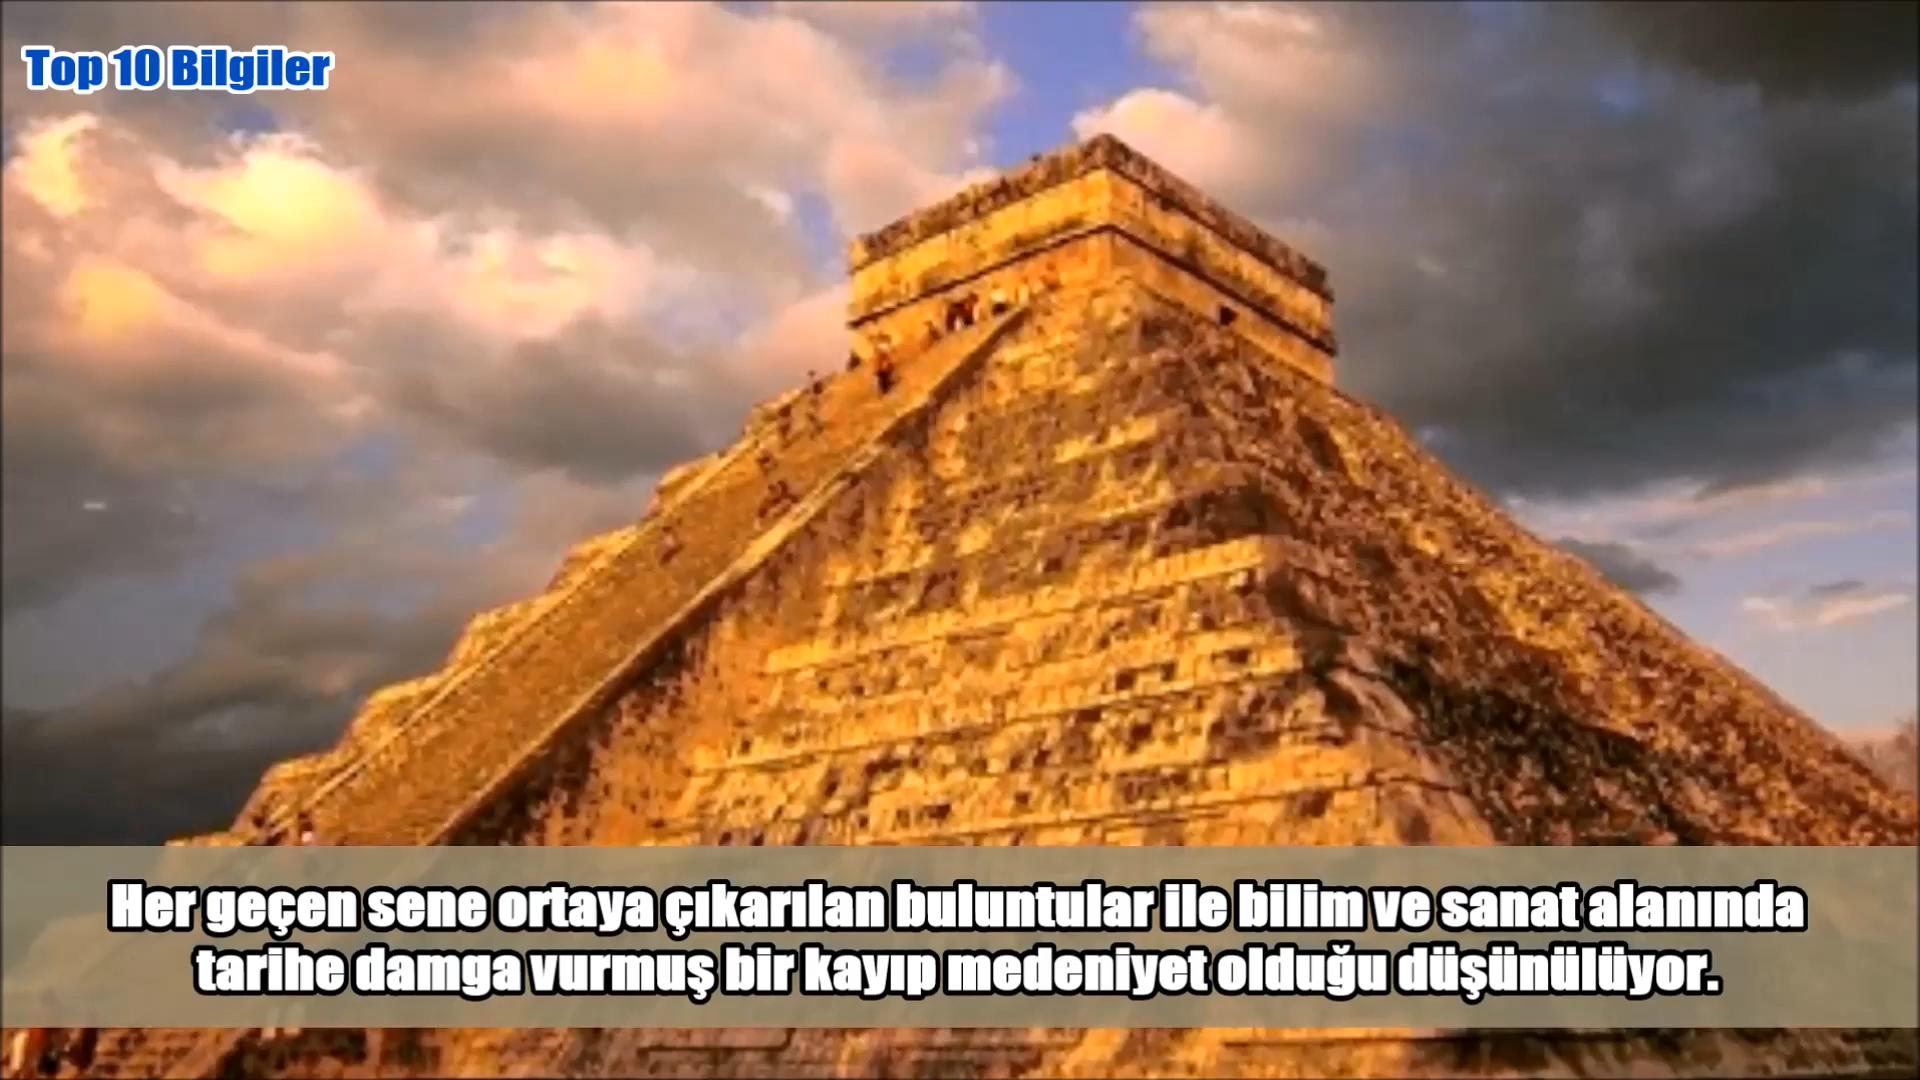 Top 10 Bilgiler
Her geçen sene ortaya çıkarılan buluntular ile bilim ve sanat alanında
tarihe damga vurmuş bir kayıp medeniyet olduğu düşünülüyor.